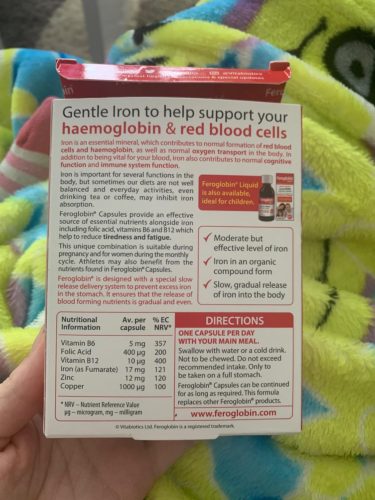 @Vitabiotics
Gentle Iron to help support your
haemoglobin & red blood cells
Iron is an essential mineral, which contributes to normal formation of red blood
cells and haemoglobin, as well as normal oxygen transport in the body. In
addition to being vital for your blood, iron also contributes to normal cognitive
function and immune system function.
Iron is important for several functions in the
body, but sometimes our diets are not well
balanced and everyday activities, even
drinking tea or coffee, may inhibit iron
absorption.
Feroglobin® Capsules provide an effective
source of essential nutrients alongside iron
including folic acid, vitamins B6 and B12 which
help to reduce tiredness and fatigue.
This unique combination is suitable during
pregnancy and for women during the monthly
cycle. Athletes may also benefit from the
nutrients found in Feroglobin® Capsules.
Feroglobin® is designed with a special slow
release delivery system to prevent excess iron
in the stomach. It ensures that the release of
blood forming nutrients is gradual and even.
Feroglobin® Liquid
is also available,
ideal for children.
Moderate but
effective level of iron
Iron in an organic
compound form
Slow, gradual release
of iron into the body
Nutritional Information Av. per capsule % EC NRV*
Vitamin B6 5 mg 357
Folic Acid 400 µg 200
Vitamin B12 10 µg 400
Iron (as Fumarate) 17 mg 121
Zinc 12 mg 120
Copper 1000 µg 100
* NRV – Nutrient Reference Value
µg – microgram, mg – milligram
DIRECTIONS
ONE CAPSULE PER DAY
WITH YOUR MAIN MEAL.
Swallow with water or a cold drink.
Not to be chewed. Do not exceed
recommended intake. Only to
be taken on a full stomach.
Feroglobin® Capsules can be continued
for as long as required. This formula
replaces other Feroglobin® products.
www.feroglobin.com
© Vitabiotics Ltd. Feroglobin is a registered trademark.